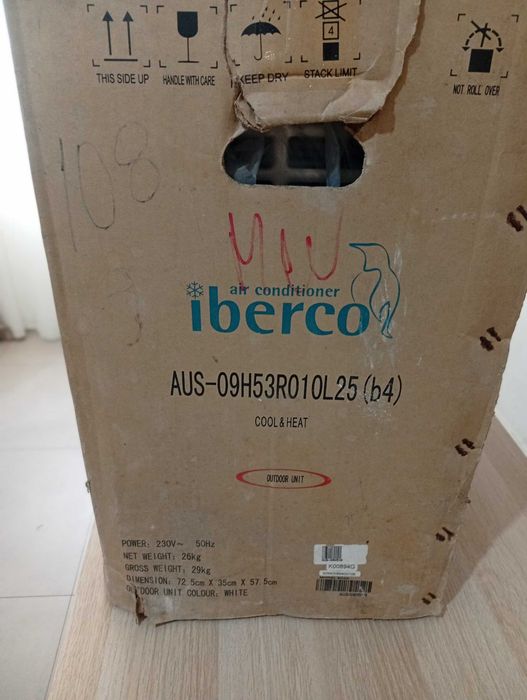 THIS SIDE UP
HANDLE WITH CARE
KEEP DRY
4
STACK LIMIT
NOT ROLL OVER
108
3
air conditioner
iberco
AUS-09H53R010L25(b4)
COOL&HEAT
OUTDOOR UNIT
POWER: 230V~ 50Hz
NET WEIGHT: 26kg
GROSS WEIGHT: 29kg
DIMENSION: 72.5cm X 35cm X 57.5cm
OUTDOOR UNIT COLOUR: WHITE
K00894G